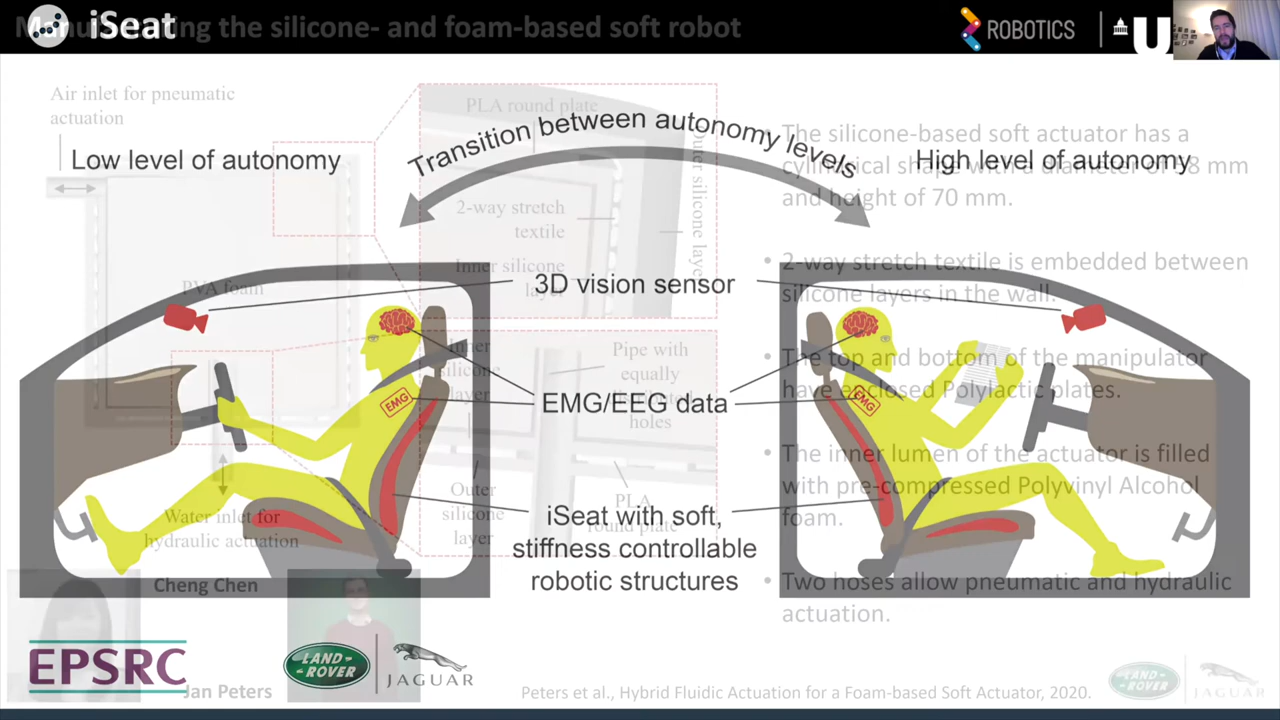 iSeat
Manufacturing the silicone- and foam-based soft robot
ROBOTICS
U
Air inlet for pneumatic
actuation
PLA round plate
Transition between autonomy levels
Low level of autonomy
High level of autonomy
The silicone-based soft actuator has a
cylindrical shape with a diameter of 58 mm
and height of 70 mm.
2-way stretch
textile
Outer silicone layer
Inner silicone
layer
PVA foam
3D vision sensor
• 2-way stretch textile is embedded between
silicone layers in the wall.
Inner
silicone
layer
Pipe with
equally
holes
• The top and bottom of the manipulator
have enclosed Polylactic plates.
EMG
EMG/EEG data
EMG
• The inner lumen of the actuator is filled
with pre-compressed Polyvinyl Alcohol
foam.
Outer
silicone
layer
PLA
round plate
Water inlet for
hydraulic actuation
iSeat with soft,
stiffness controllable
robotic structures
• Two hoses allow pneumatic and hydraulic
actuation.
Cheng Chen
EPSRC
LAND-
ROVER
JAGUAR
Jan Peters
Peters et al., Hybrid Fluidic Actuation for a Foam-based Soft Actuator, 2020.
LAND-
ROVER
JAGUAR